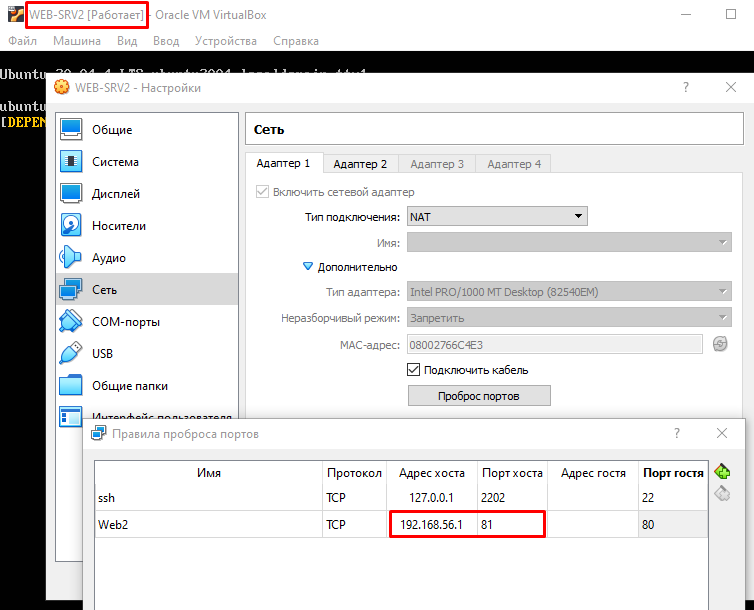 WEB-SRV2 [Работает] - Oracle VM VirtualBox
Файл Машина Вид Ввод Устройства Справка
WEB-SRV2 - Настройки
ubuntu
[DEPEN
Общие
Система
Дисплей
Носители
Аудио
Сеть
COM-порты
USB
Общие папки
Интерфейс пользователя
Сеть
Адаптер 1 Адаптер 2 Адаптер 3 Адаптер 4
Включить сетевой адаптер
Тип подключения: NAT
Имя:
Дополнительно
Тип адаптера: Intel PRO/1000 MT Desktop (82540EM)
Неразборчивый режим: Запретить
MAC-адрес: 08002766C4E3
Подключить кабель
Проброс портов
Правила проброса портов
Имя Протокол Адрес хоста Порт хоста Адрес гостя Порт гостя
ssh TCP 127.0.0.1 2202 22
Web2 TCP 192.168.56.1 81 80